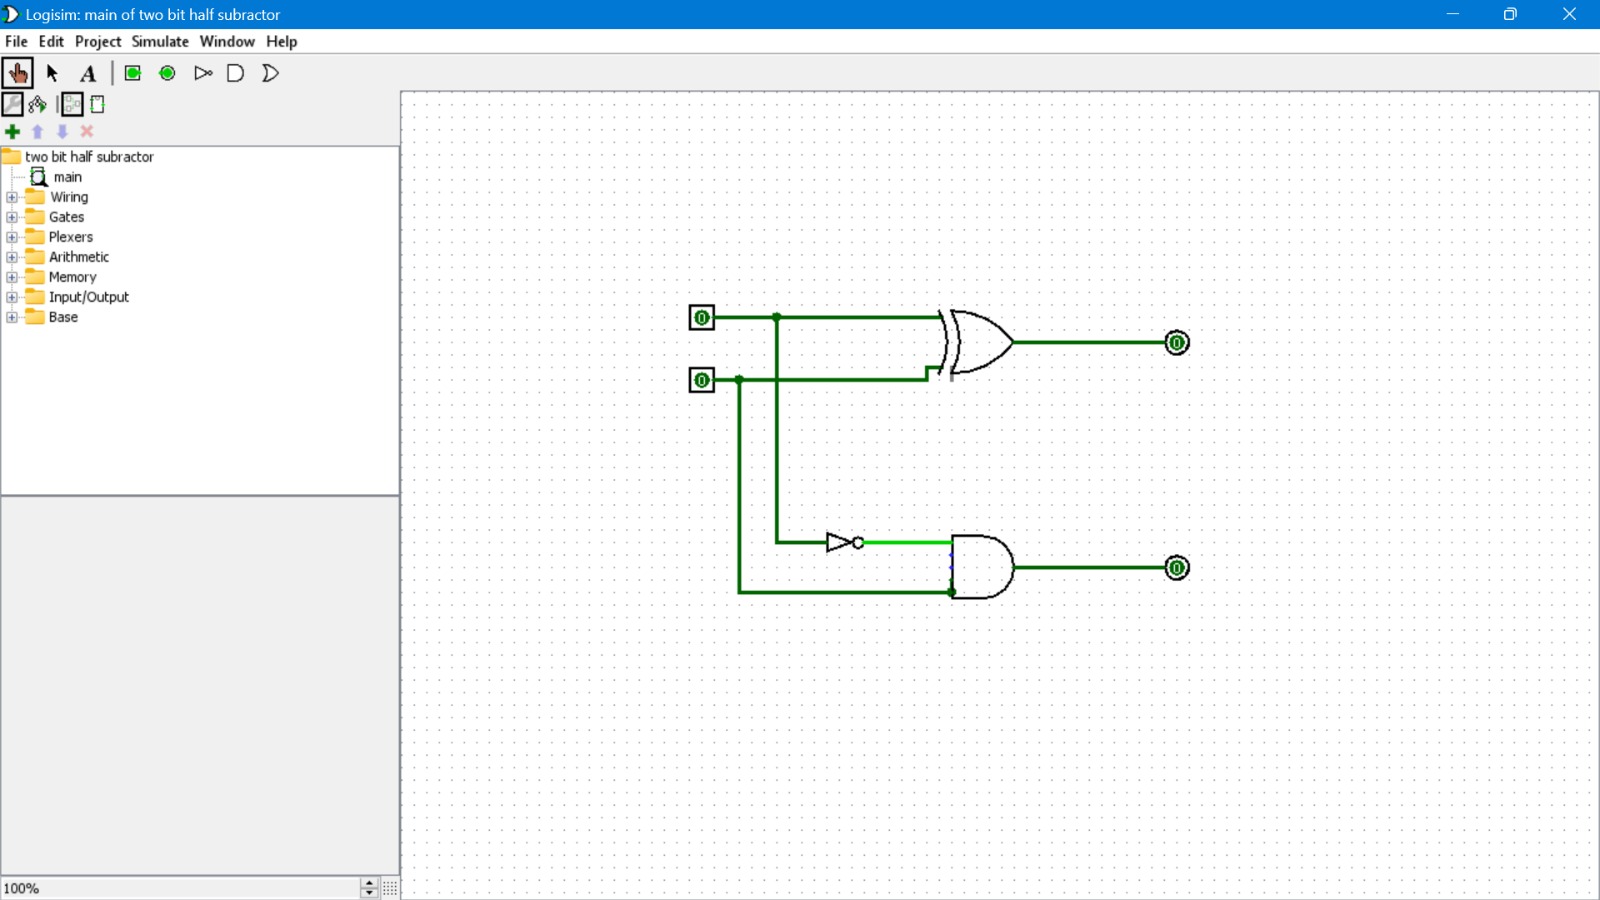 Logisim: main of two bit half subractor
File Edit Project Simulate Window Help
A
two bit half subractor
main
Wiring
Gates
Plexers
Arithmetic
Memory
Input/Output
Base
0
0
0
0
100%